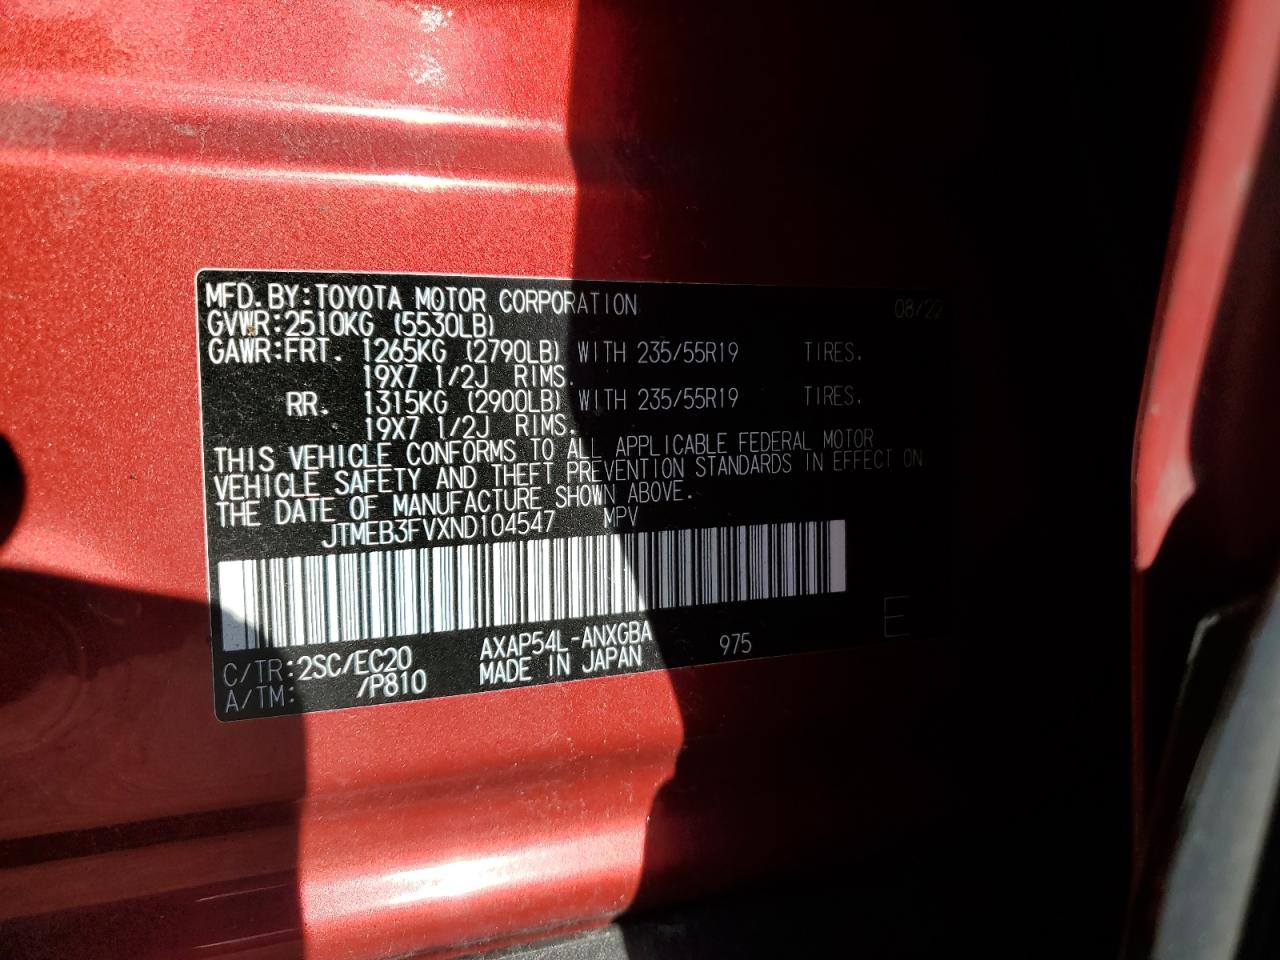 MFD. BY: TOYOTA MOTOR CORPORATION 08/22
GVWR: 2510KG (5530LB)
GAWR: FRT. 1265KG (2790LB) WITH 235/55R19 TIRES.
19X7 1/2J RIMS.
RR. 1315KG (2900LB) WITH 235/55R19 TIRES.
19X7 1/2J RIMS.
THIS VEHICLE CONFORMS TO ALL APPLICABLE FEDERAL MOTOR
VEHICLE SAFETY AND THEFT PREVENTION STANDARDS IN EFFECT ON
THE DATE OF MANUFACTURE SHOWN ABOVE.
JTMEB3FVXND104547 MPV
C/TR: 2SC/EC20 AXAP54L-ANXGBA 975 E
A/TM: /P810 MADE IN JAPAN